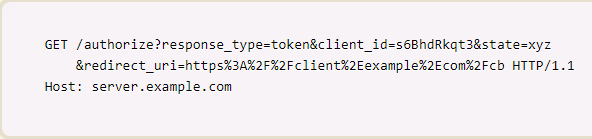 GET /authorize?response_type=token&client_id=s6BhdRkqt3&state=xyz
&redirect_uri=https%3A%2F%2Fclient%2Eexample%2Ecom%2Fcb HTTP/1.1
Host: server.example.com